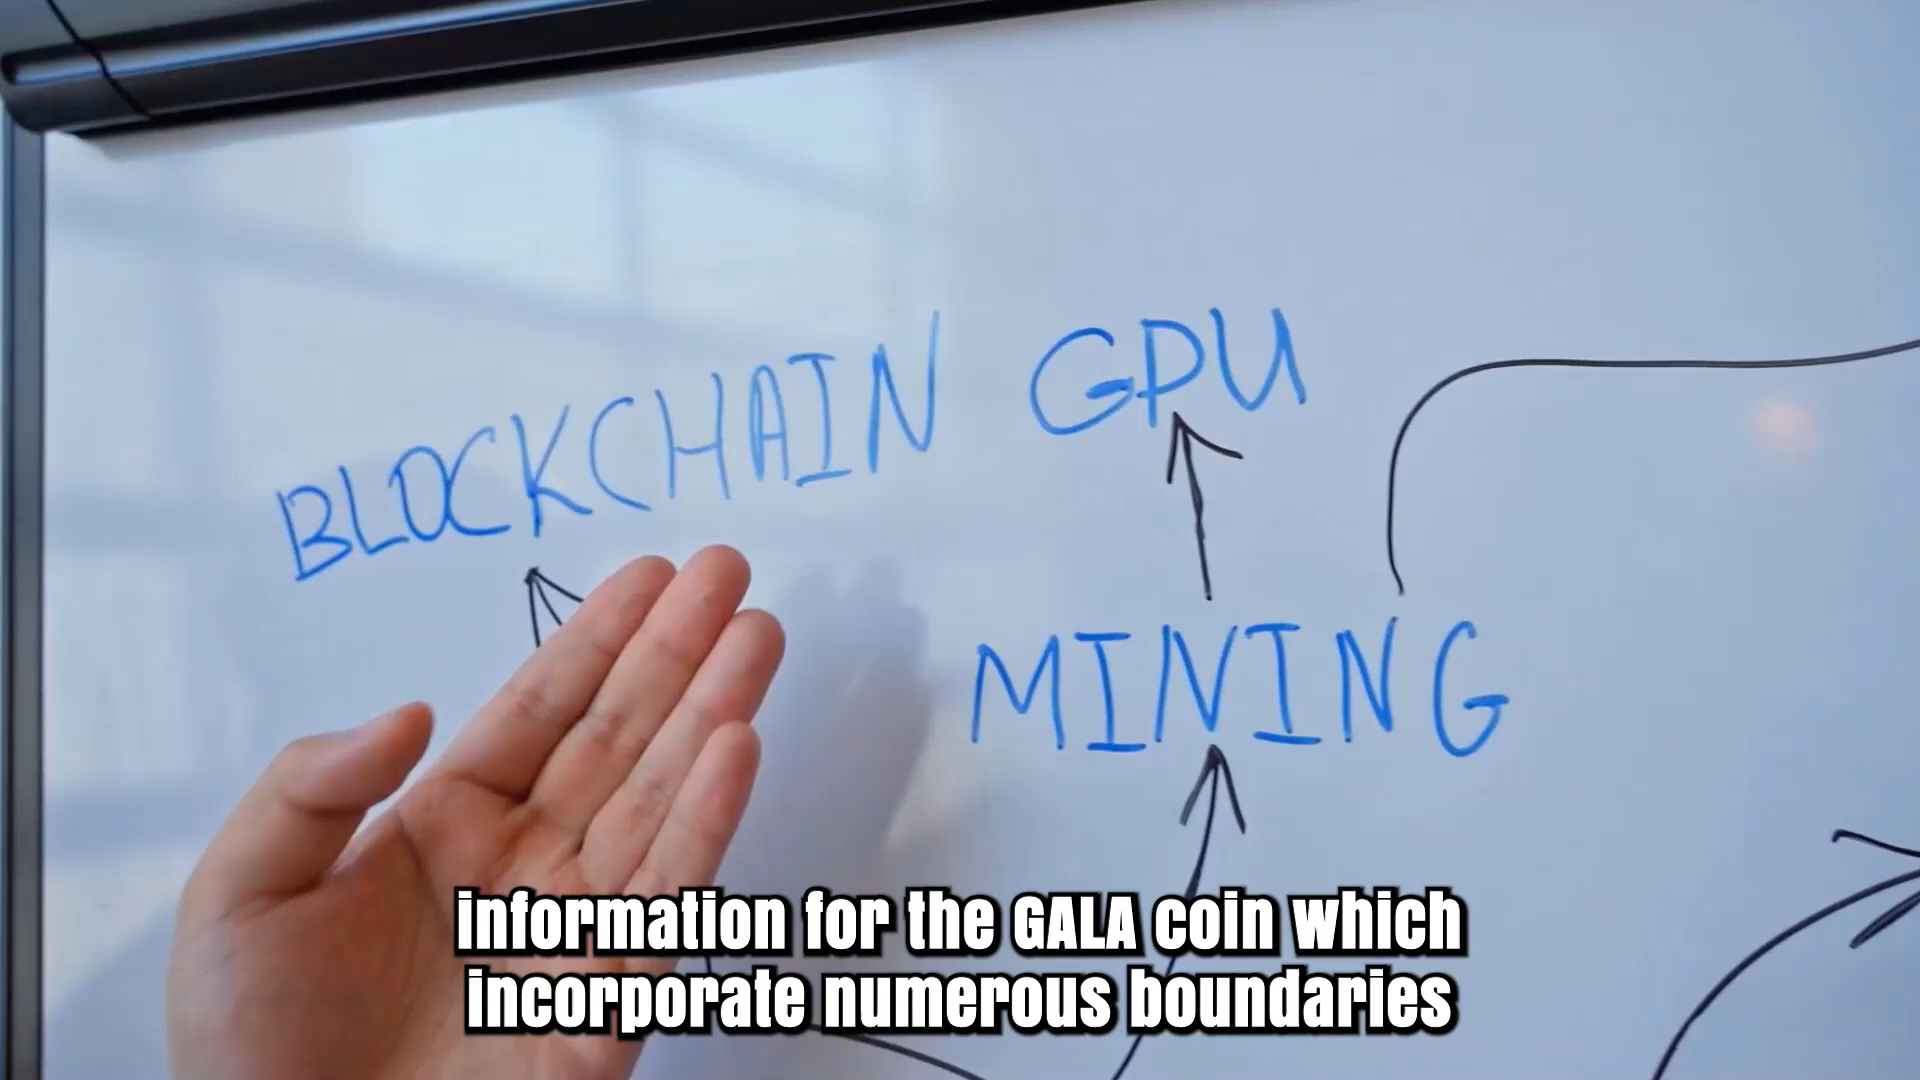 BLOCKCHAIN GPU
MINING
information for the GALA coin which
incorporate numerous boundaries